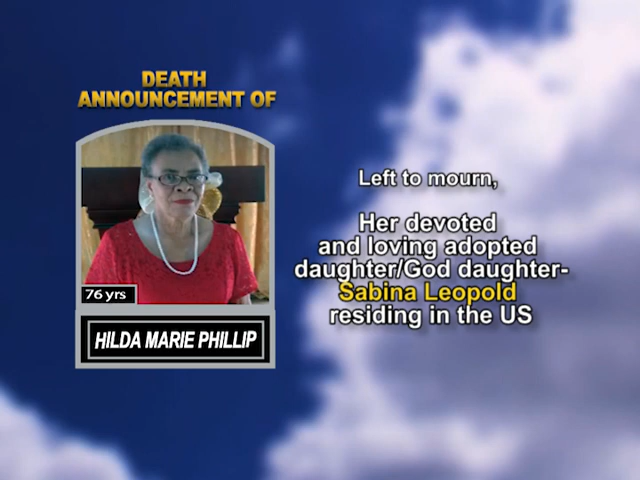 DEATH
ANNOUNCEMENT OF
76 yrs
HILDA MARIE PHILLIP
Left to mourn,
Her devoted
and loving adopted
daughter/God daughter-
Sabina Leopold
residing in the US